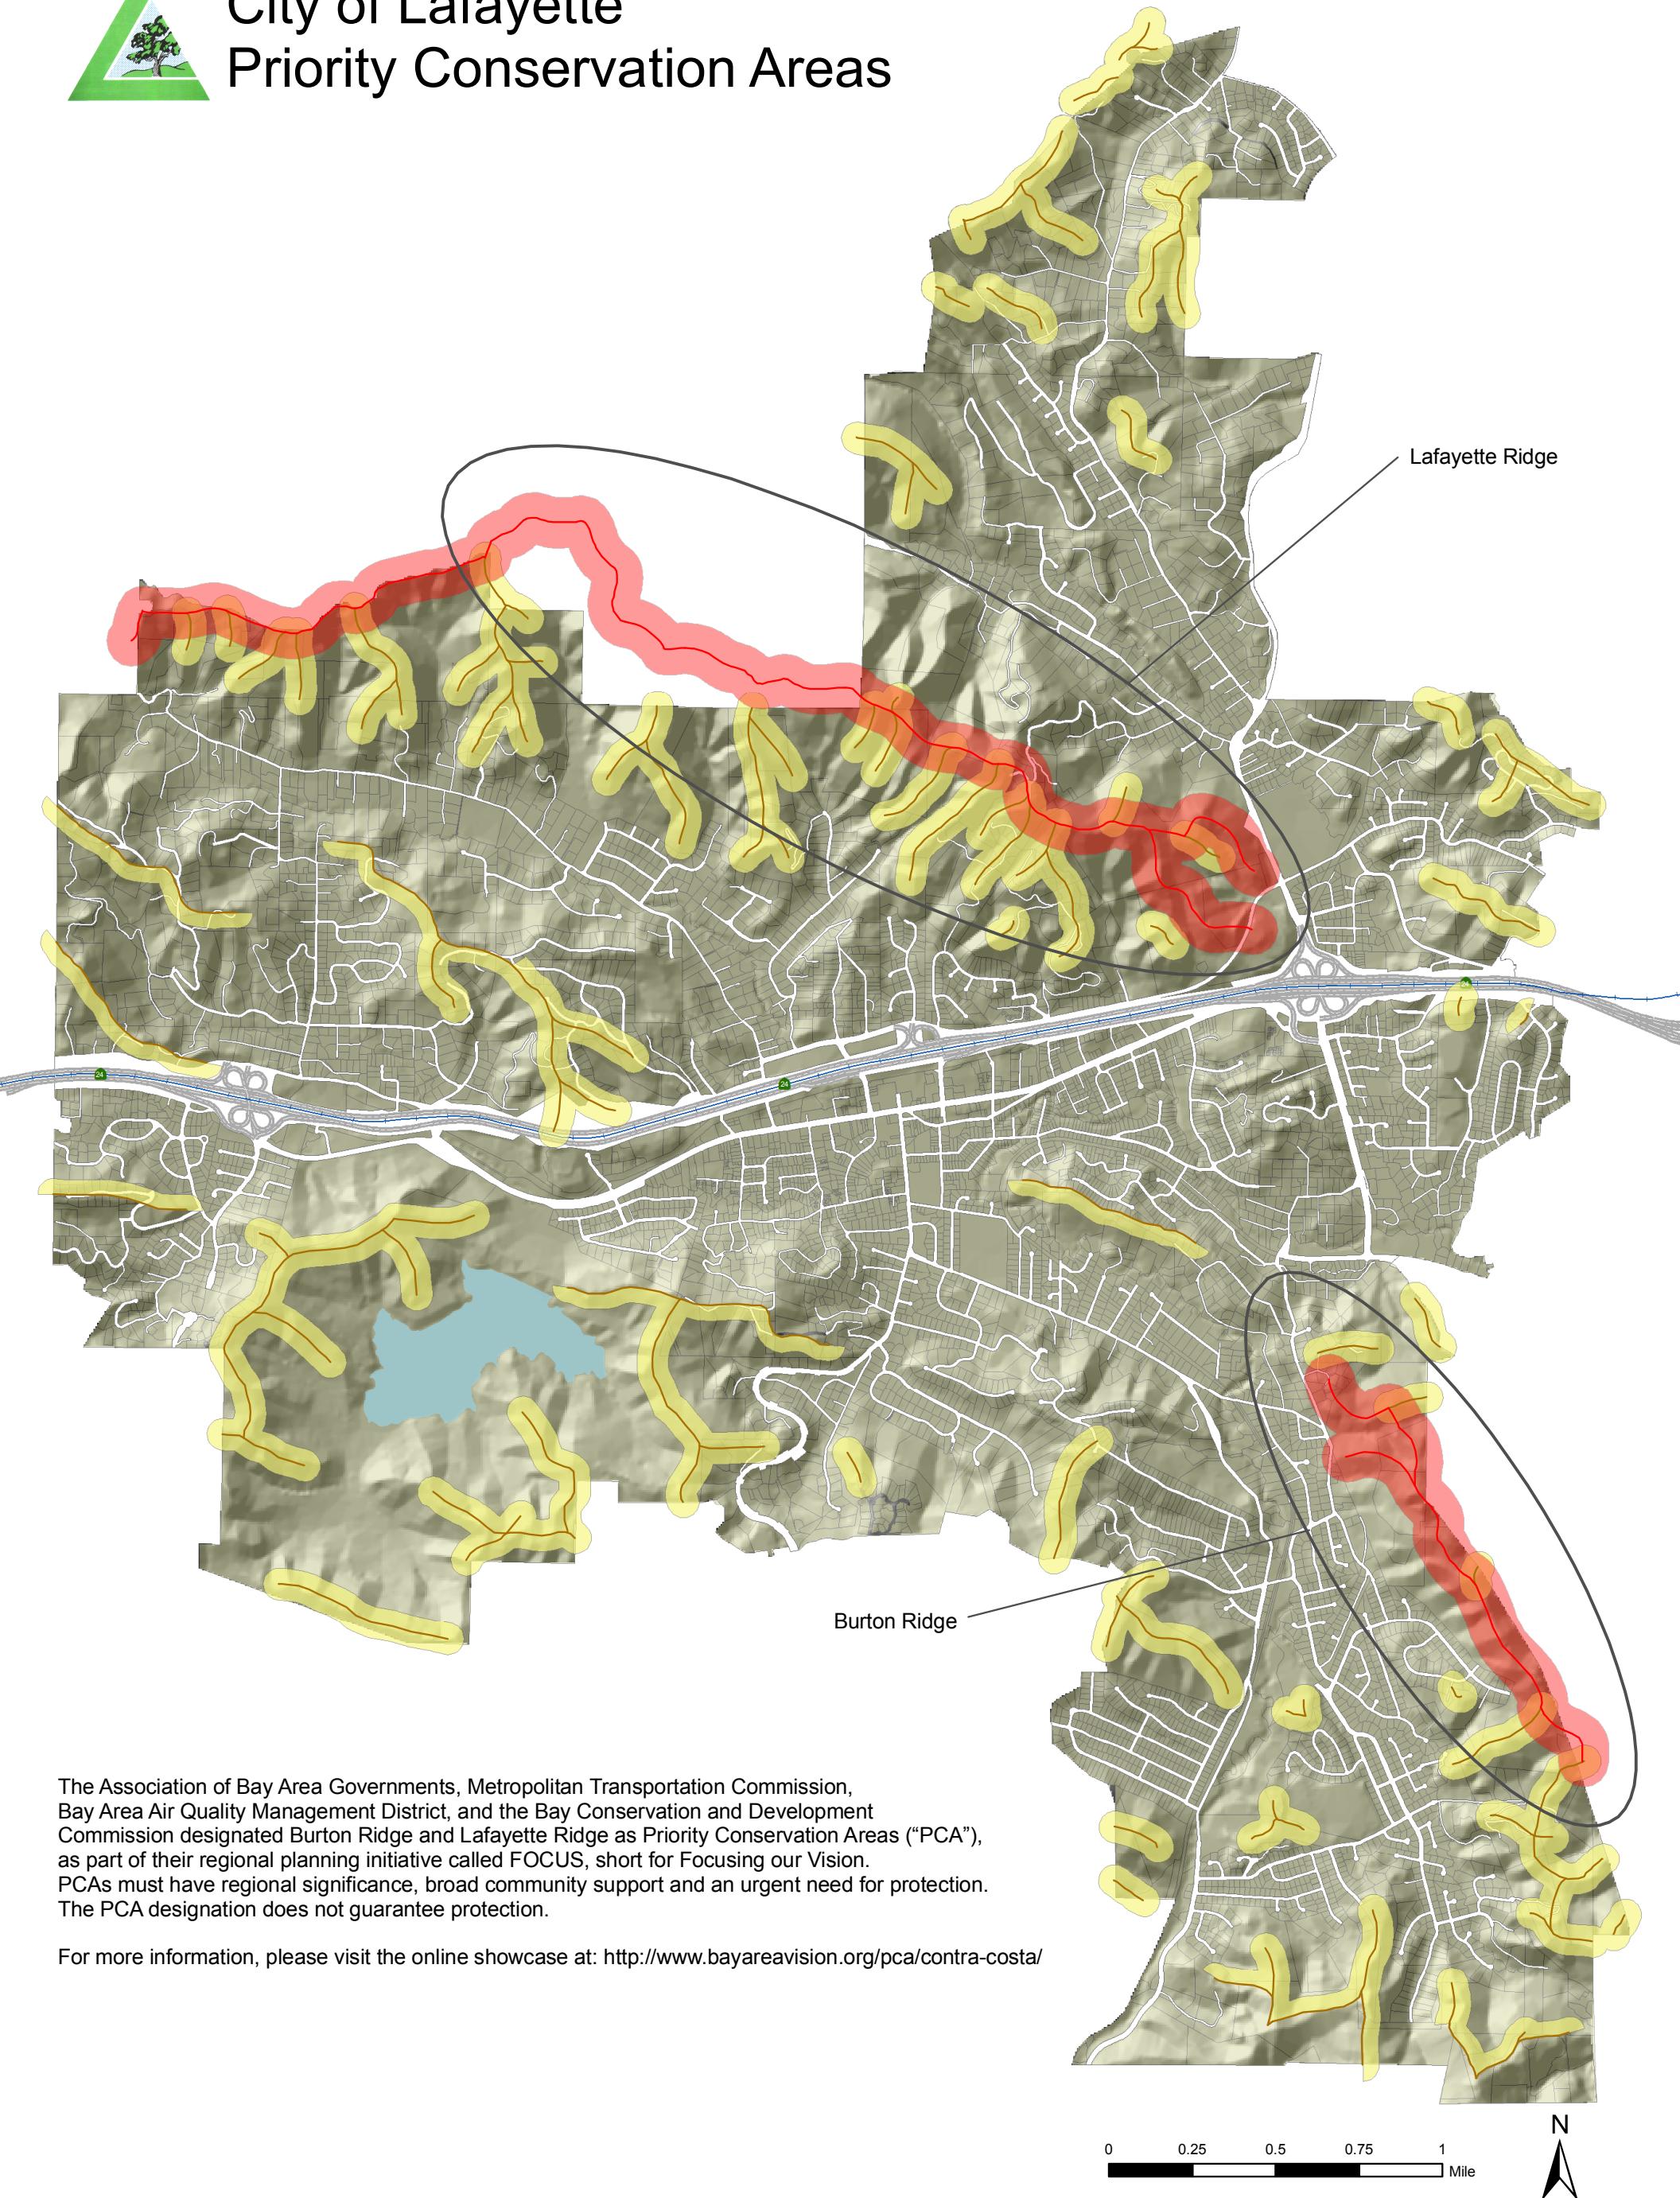 City of Lafayette
Priority Conservation Areas
Lafayette Ridge
24
24
Burton Ridge
The Association of Bay Area Governments, Metropolitan Transportation Commission,
Bay Area Air Quality Management District, and the Bay Conservation and Development
Commission designated Burton Ridge and Lafayette Ridge as Priority Conservation Areas (“PCA”),
as part of their regional planning initiative called FOCUS, short for Focusing our Vision.
PCAs must have regional significance, broad community support and an urgent need for protection.
The PCA designation does not guarantee protection.
For more information, please visit the online showcase at: http://www.bayareavision.org/pca/contra-costa/
N
0 0.25 0.5 0.75 1
Mile